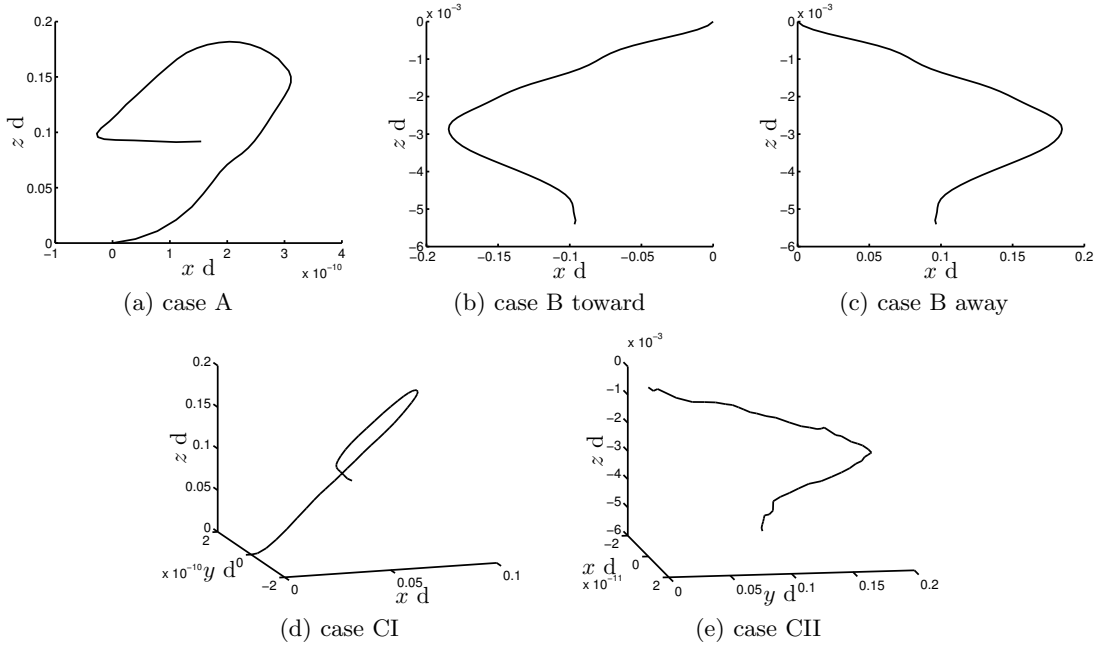 0.2
0.15
0.1
0.05
0
−1
0
1
2
3
4
x 10⁻¹⁰
z d
x d
(a) case A
x 10⁻³
0
−1
−2
−3
−4
−5
−6
−0.2
−0.15
−0.1
−0.05
0
z d
x d
(b) case B toward
x 10⁻³
0
−1
−2
−3
−4
−5
−6
0
0.05
0.1
0.15
0.2
z d
x d
(c) case B away
0.2
0.15
0.1
0.05
0
z d
2
0
−2
x 10⁻¹⁰
y d
0
0.05
0.1
x d
(d) case CI
x 10⁻³
0
−1
−2
−3
−4
−5
−6
z d
−2
0
2
x d
x 10⁻¹¹
0
0.05
0.1
0.15
0.2
y d
(e) case CII